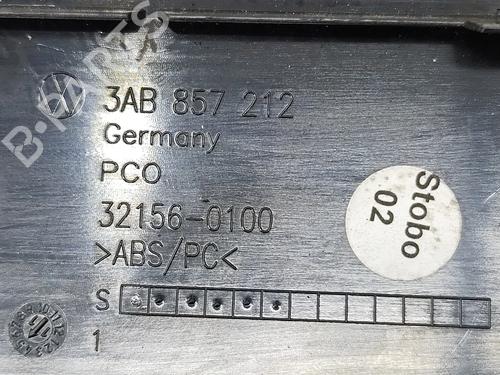 3AB 857 212
Germany
PCO
32156-0100
>ABS/PC<
S
1
Stobo
02
B-PARTS